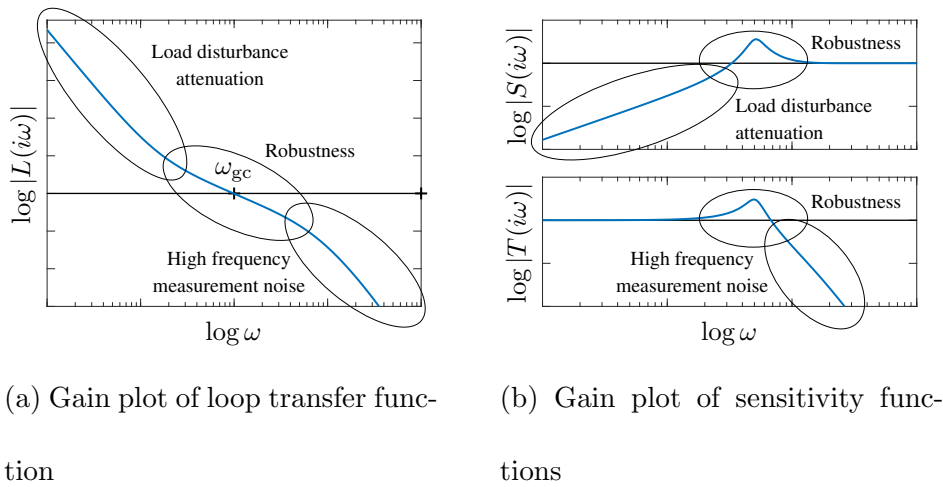 log |L(iω)|
Load disturbance
attenuation
Robustness
ω_gc
High frequency
measurement noise
log ω
log |S(iω)|
Robustness
Load disturbance
attenuation
log |T(iω)|
Robustness
High frequency
measurement noise
log ω
(a) Gain plot of loop transfer func-
tion
(b) Gain plot of sensitivity func-
tions